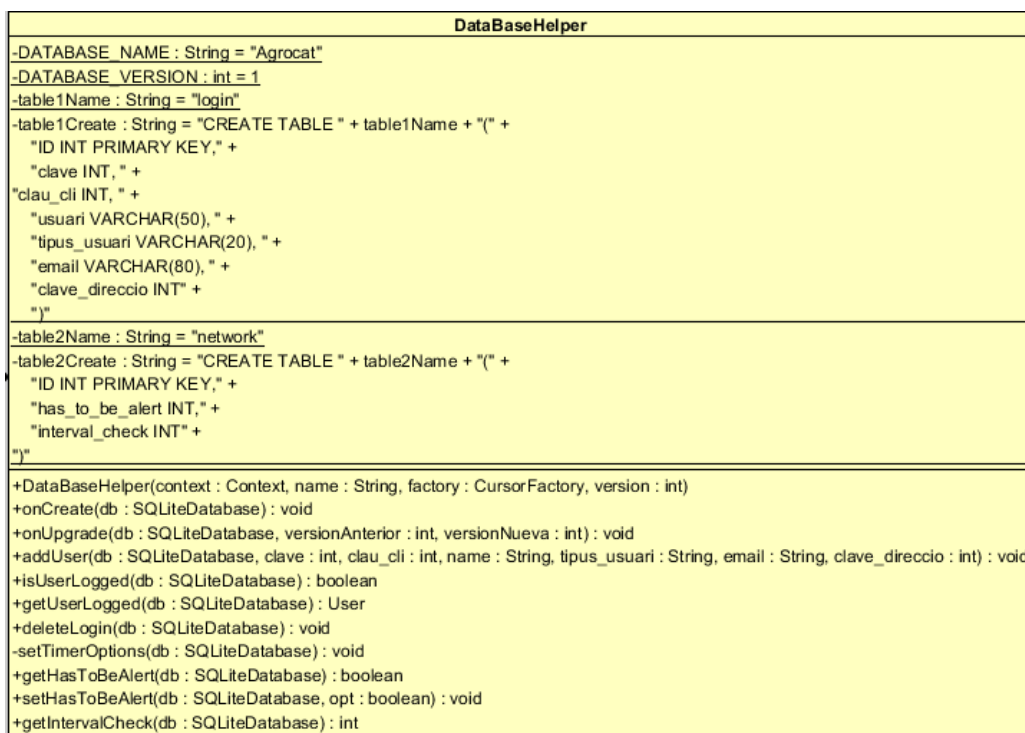 DataBaseHelper
-DATABASE_NAME : String = "Agrocat"
-DATABASE_VERSION : int = 1
-table1Name : String = "login"
-table1Create : String = "CREATE TABLE " + table1Name + "(" +
"ID INT PRIMARY KEY," +
"clave INT, " +
"clau_cli INT, " +
"usuari VARCHAR(50), " +
"tipus_usuari VARCHAR(20), " +
"email VARCHAR(80), " +
"clave_direccio INT" +
")"
-table2Name : String = "network"
-table2Create : String = "CREATE TABLE " + table2Name + "(" +
"ID INT PRIMARY KEY," +
"has_to_be_alert INT," +
"interval_check INT" +
")"
+DataBaseHelper(context : Context, name : String, factory : CursorFactory, version : int)
+onCreate(db : SQLiteDatabase) : void
+onUpgrade(db : SQLiteDatabase, versionAnterior : int, versionNueva : int) : void
+addUser(db : SQLiteDatabase, clave : int, clau_cli : int, name : String, tipus_usuari : String, email : String, clave_direccio : int) : void
+isUserLogged(db : SQLiteDatabase) : boolean
+getUserLogged(db : SQLiteDatabase) : User
+deleteLogin(db : SQLiteDatabase) : void
-setTimerOptions(db : SQLiteDatabase) : void
+getHasToBeAlert(db : SQLiteDatabase) : boolean
+setHasToBeAlert(db : SQLiteDatabase, opt : boolean) : void
+getIntervalCheck(db : SQLiteDatabase) : int